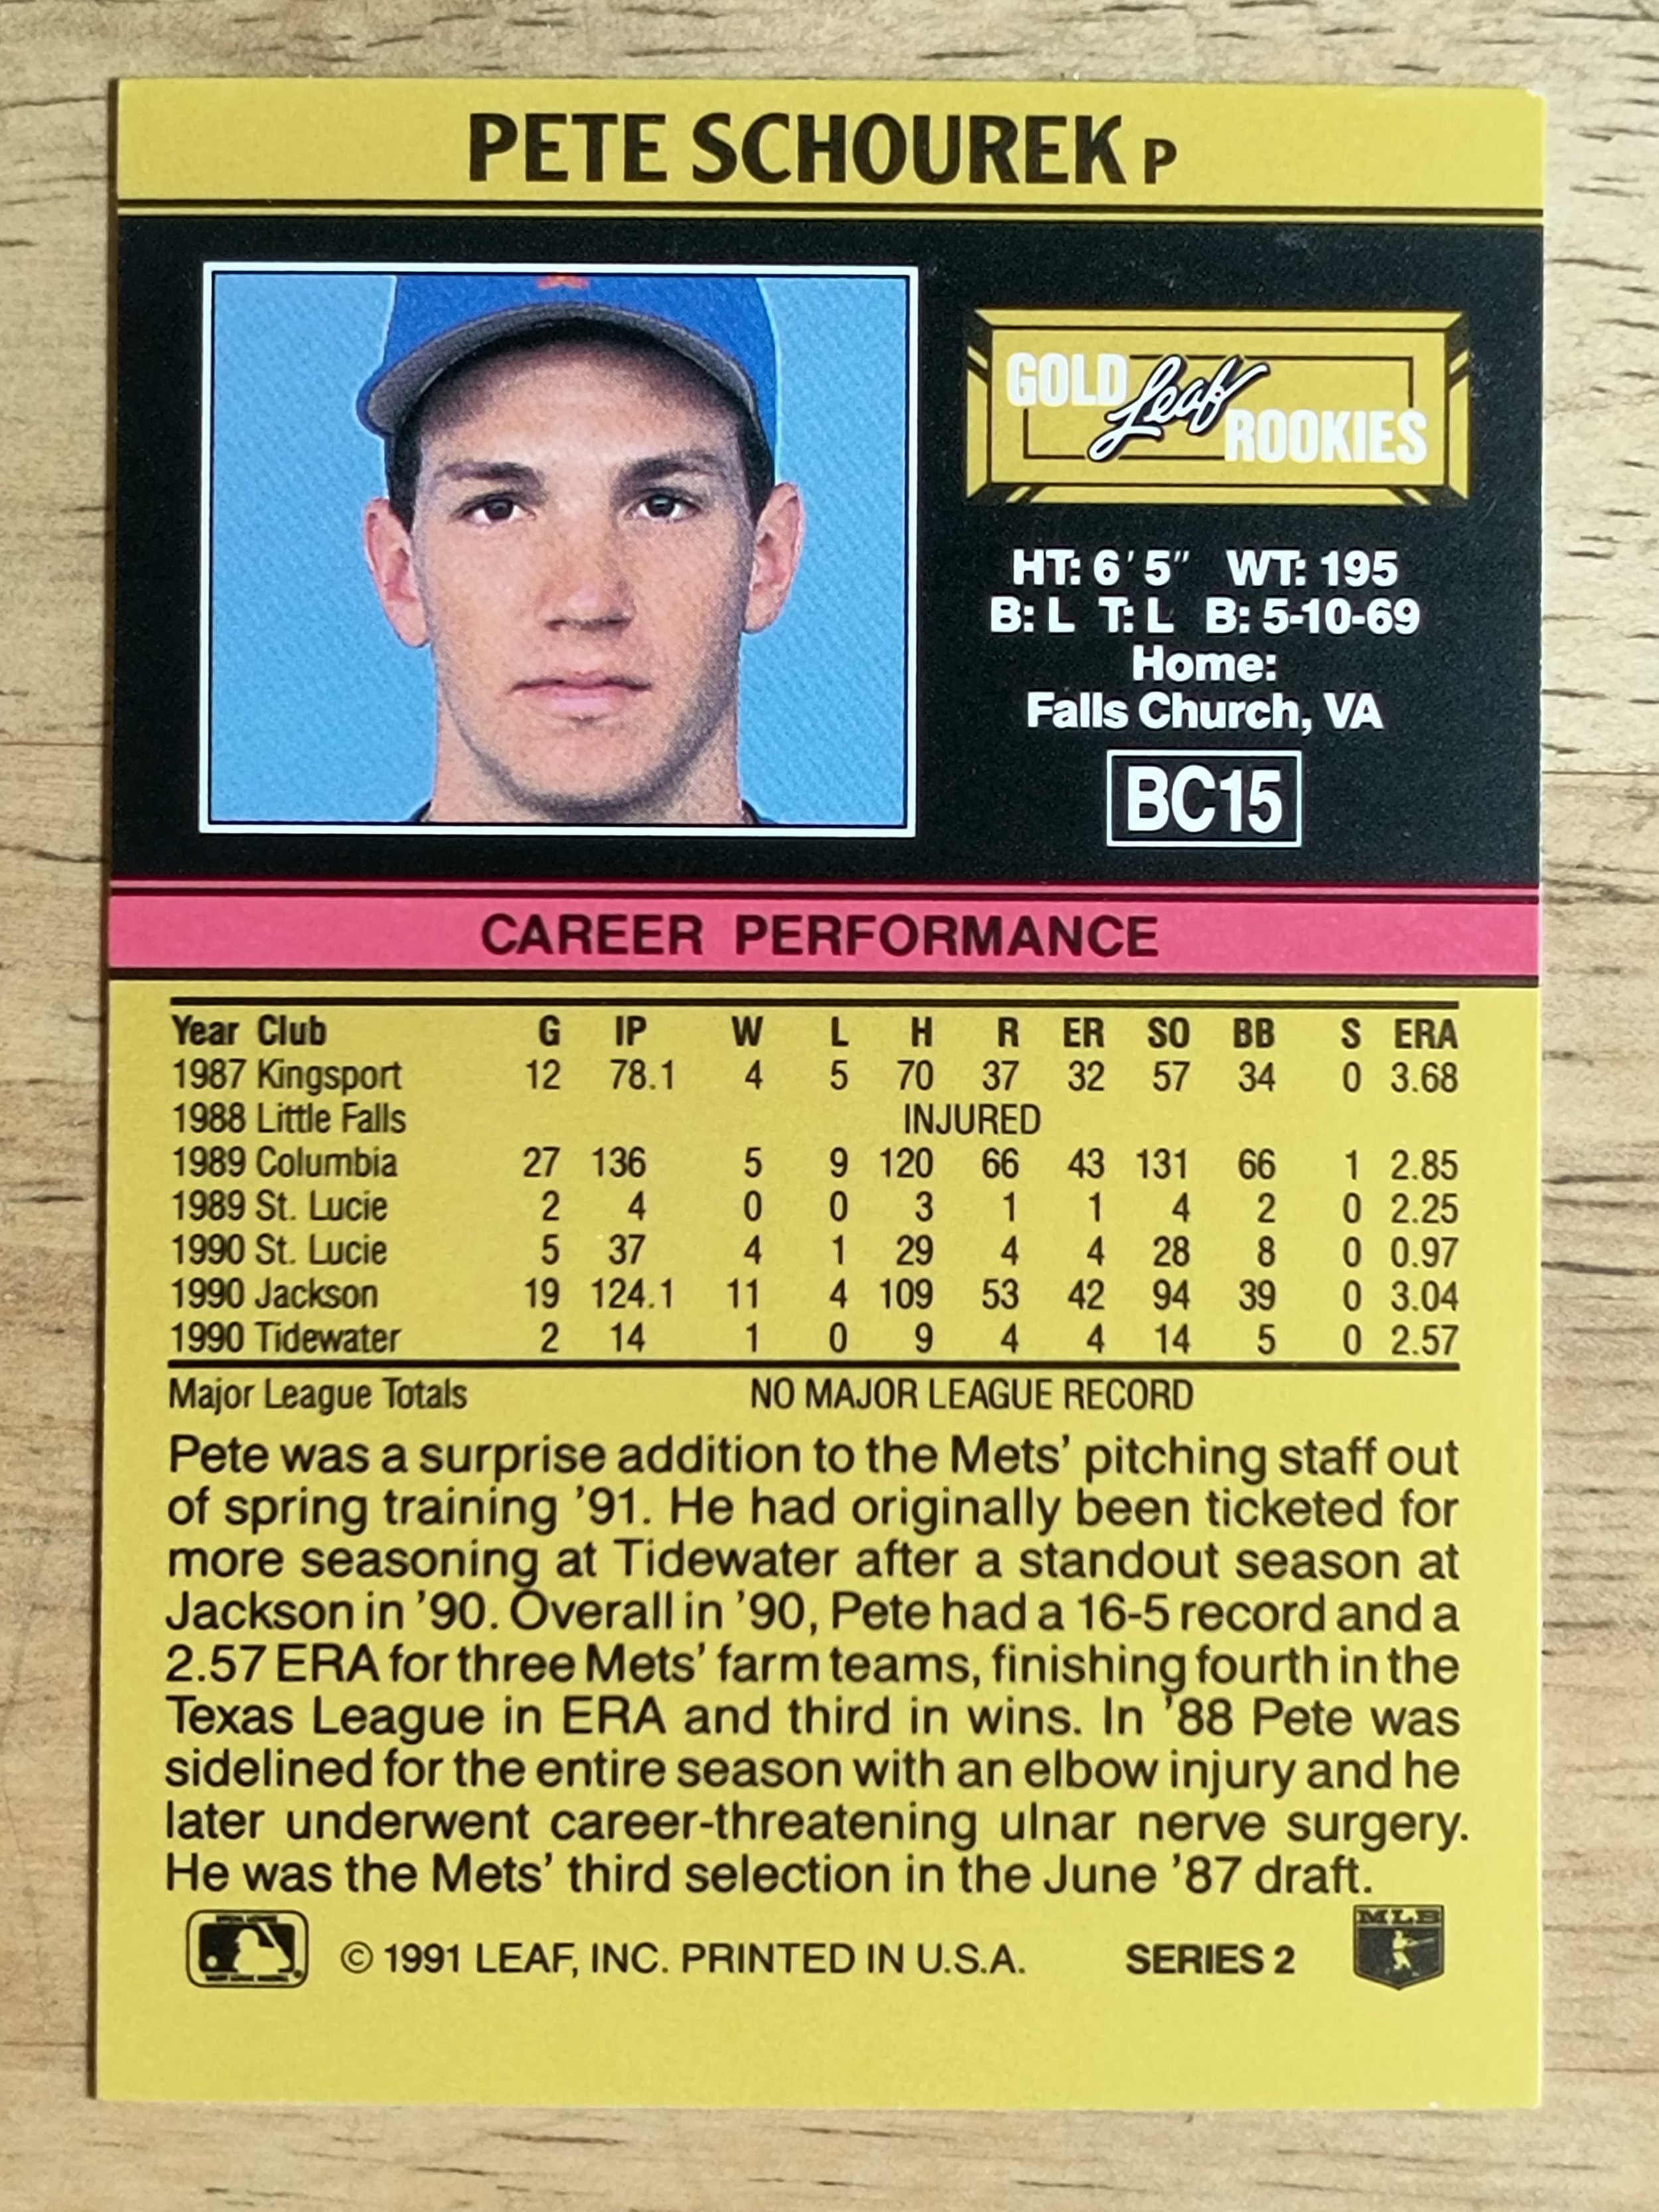 PETE SCHOUREK P
GOLD Leaf ROOKIES
HT: 6' 5" WT: 195
B: L T: L B: 5-10-69
Home:
Falls Church, VA
BC15
CAREER PERFORMANCE
Year Club G IP W L H R ER SO BB S ERA
1987 Kingsport 12 78.1 4 5 70 37 32 57 34 0 3.68
1988 Little Falls INJURED
1989 Columbia 27 136 5 9 120 66 43 131 66 1 2.85
1989 St. Lucie 2 4 0 0 3 1 1 4 2 0 2.25
1990 St. Lucie 5 37 4 1 29 4 4 28 8 0 0.97
1990 Jackson 19 124.1 11 4 109 53 42 94 39 0 3.04
1990 Tidewater 2 14 1 0 9 4 4 14 5 0 2.57
Major League Totals NO MAJOR LEAGUE RECORD
Pete was a surprise addition to the Mets' pitching staff out
of spring training '91. He had originally been ticketed for
more seasoning at Tidewater after a standout season at
Jackson in '90. Overall in '90, Pete had a 16-5 record and a
2.57 ERA for three Mets' farm teams, finishing fourth in the
Texas League in ERA and third in wins. In '88 Pete was
sidelined for the entire season with an elbow injury and he
later underwent career-threatening ulnar nerve surgery.
He was the Mets' third selection in the June '87 draft.
© 1991 LEAF, INC. PRINTED IN U.S.A. SERIES 2
MLB